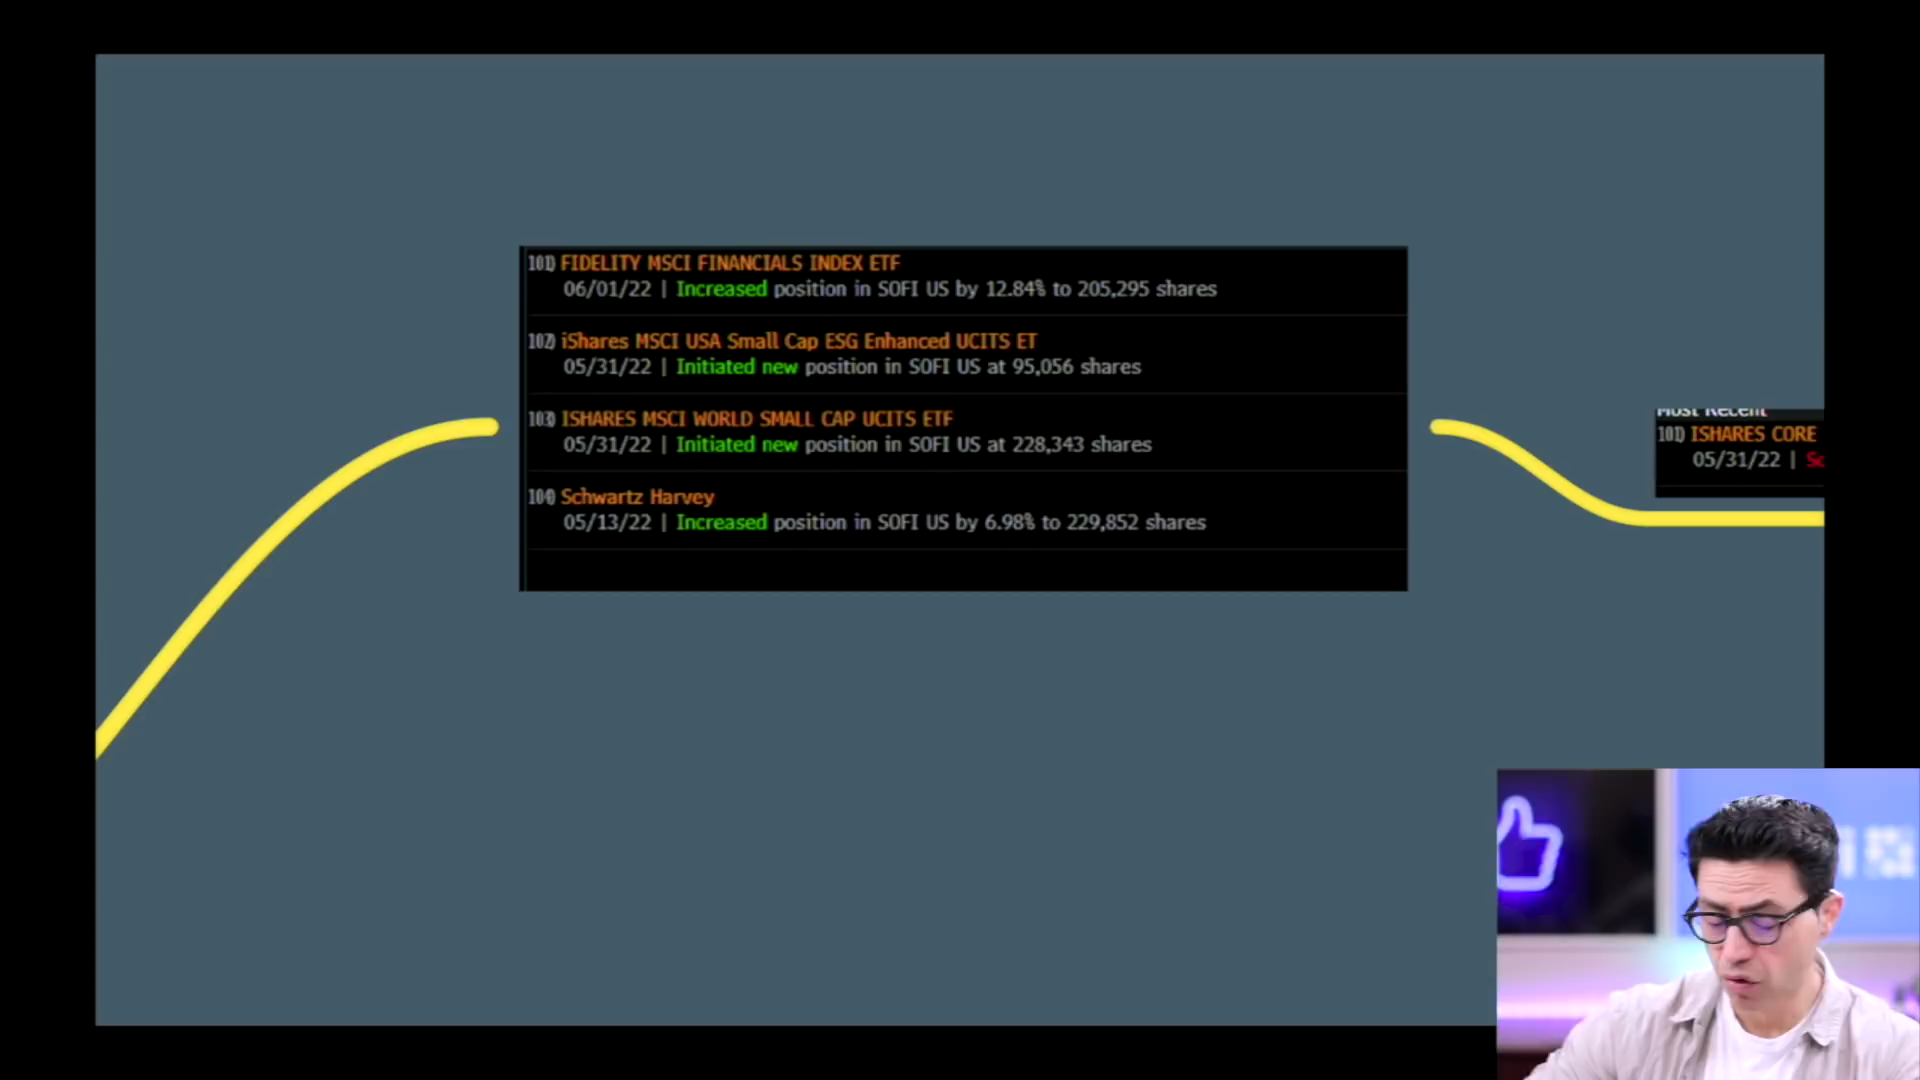 101) FIDELITY MSCI FINANCIALS INDEX ETF
06/01/22 | Increased position in SOFI US by 12.84% to 205,295 shares
102) iShares MSCI USA Small Cap ESG Enhanced UCITS ET
05/31/22 | Initiated new position in SOFI US at 95,056 shares
103) ISHARES MSCI WORLD SMALL CAP UCITS ETF
05/31/22 | Initiated new position in SOFI US at 228,343 shares
104) Schwartz Harvey
05/13/22 | Increased position in SOFI US by 6.98% to 229,852 shares
Most Recent
101) ISHARES CORE
05/31/22 |